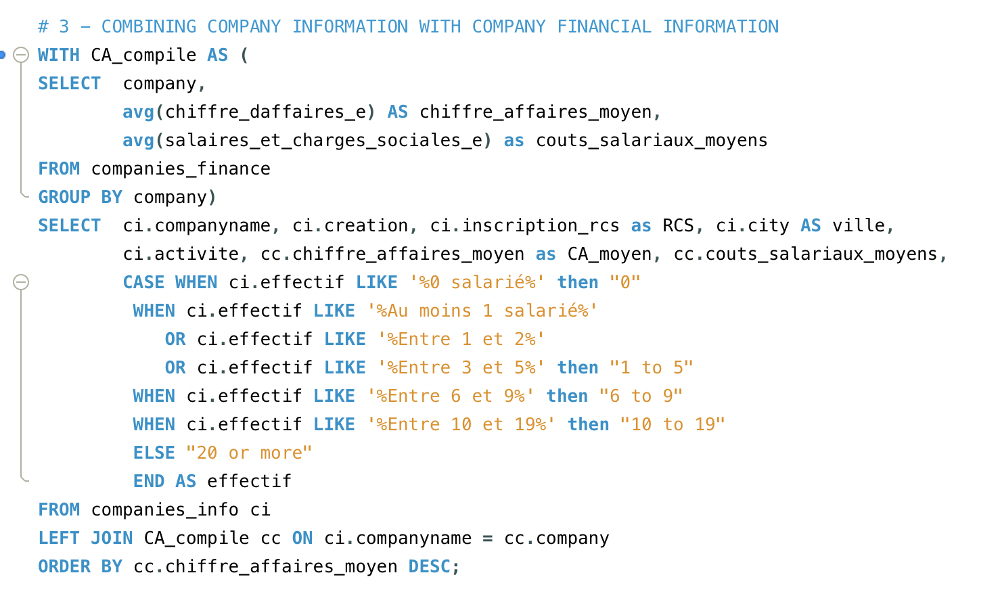 # 3 – COMBINING COMPANY INFORMATION WITH COMPANY FINANCIAL INFORMATION
WITH CA_compile AS (
SELECT  company,
        avg(chiffre_daffaires_e) AS chiffre_affaires_moyen,
        avg(salaires_et_charges_sociales_e) as couts_salariaux_moyens
FROM companies_finance
GROUP BY company)
SELECT  ci.companyname, ci.creation, ci.inscription_rcs as RCS, ci.city AS ville,
        ci.activite, cc.chiffre_affaires_moyen as CA_moyen, cc.couts_salariaux_moyens,
        CASE WHEN ci.effectif LIKE '%0 salarié%' then "0"
         WHEN ci.effectif LIKE '%Au moins 1 salarié%'
            OR ci.effectif LIKE '%Entre 1 et 2%'
            OR ci.effectif LIKE '%Entre 3 et 5%' then "1 to 5"
         WHEN ci.effectif LIKE '%Entre 6 et 9%' then "6 to 9"
         WHEN ci.effectif LIKE '%Entre 10 et 19%' then "10 to 19"
         ELSE "20 or more"
         END AS effectif
FROM companies_info ci
LEFT JOIN CA_compile cc ON ci.companyname = cc.company
ORDER BY cc.chiffre_affaires_moyen DESC;